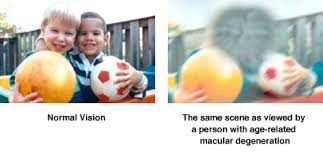 Normal Vision
The same scene as viewed by
a person with age-related
macular degeneration